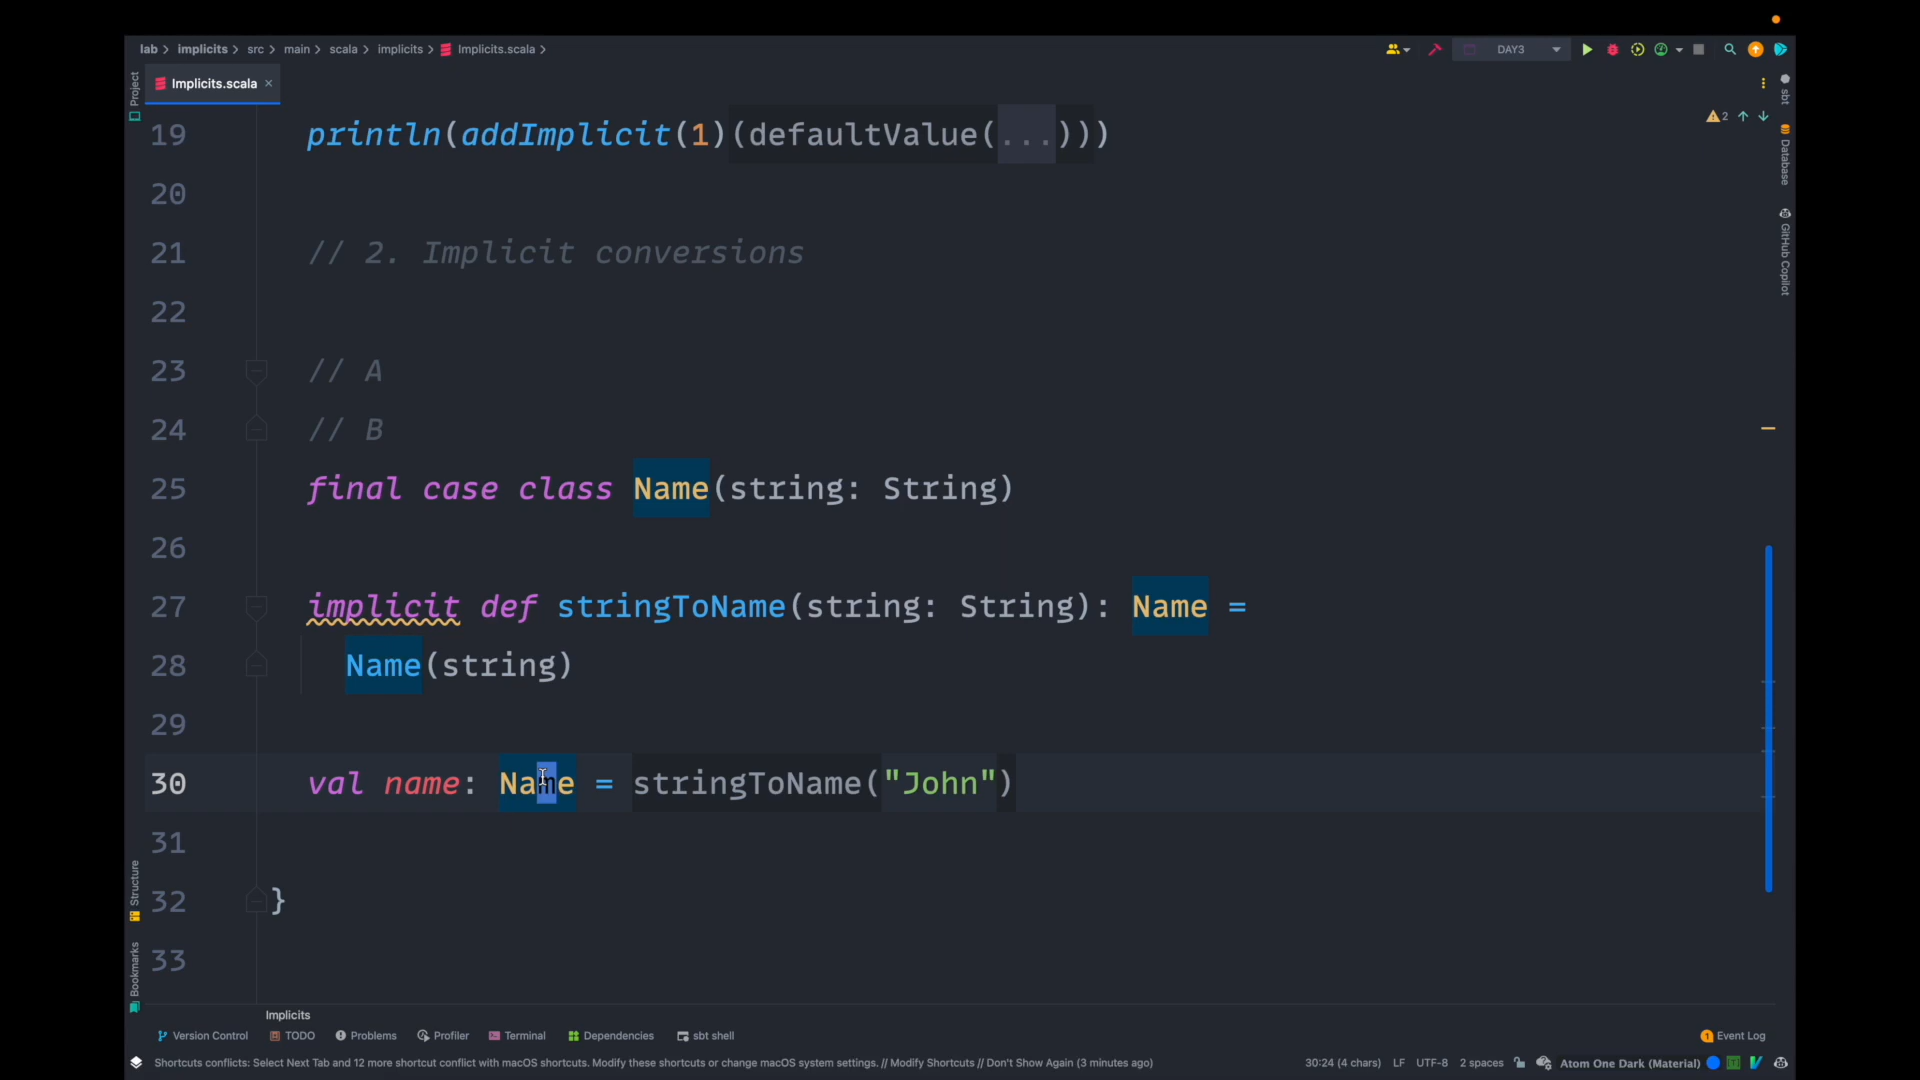 lab > implicits > src > main > scala > implicits > Implicits.scala >
DAY3
Implicits.scala ×
Project
sbt
Database
GitHub Copilot
2
19 println(addImplicit(1)(defaultValue(...)))
20
21 // 2. Implicit conversions
22
23 // A
24 // B
25 final case class Name(string: String)
26
27 implicit def stringToName(string: String): Name =
28 Name(string)
29
30 val name: Name = stringToName("John")
31
32 }
33
Structure
Bookmarks
Implicits
Version Control TODO Problems Profiler Terminal Dependencies sbt shell 1 Event Log
Shortcuts conflicts: Select Next Tab and 12 more shortcut conflict with macOS shortcuts. Modify these shortcuts or change macOS system settings. // Modify Shortcuts // Don't Show Again (3 minutes ago) 30:24 (4 chars) LF UTF-8 2 spaces Atom One Dark (Material)